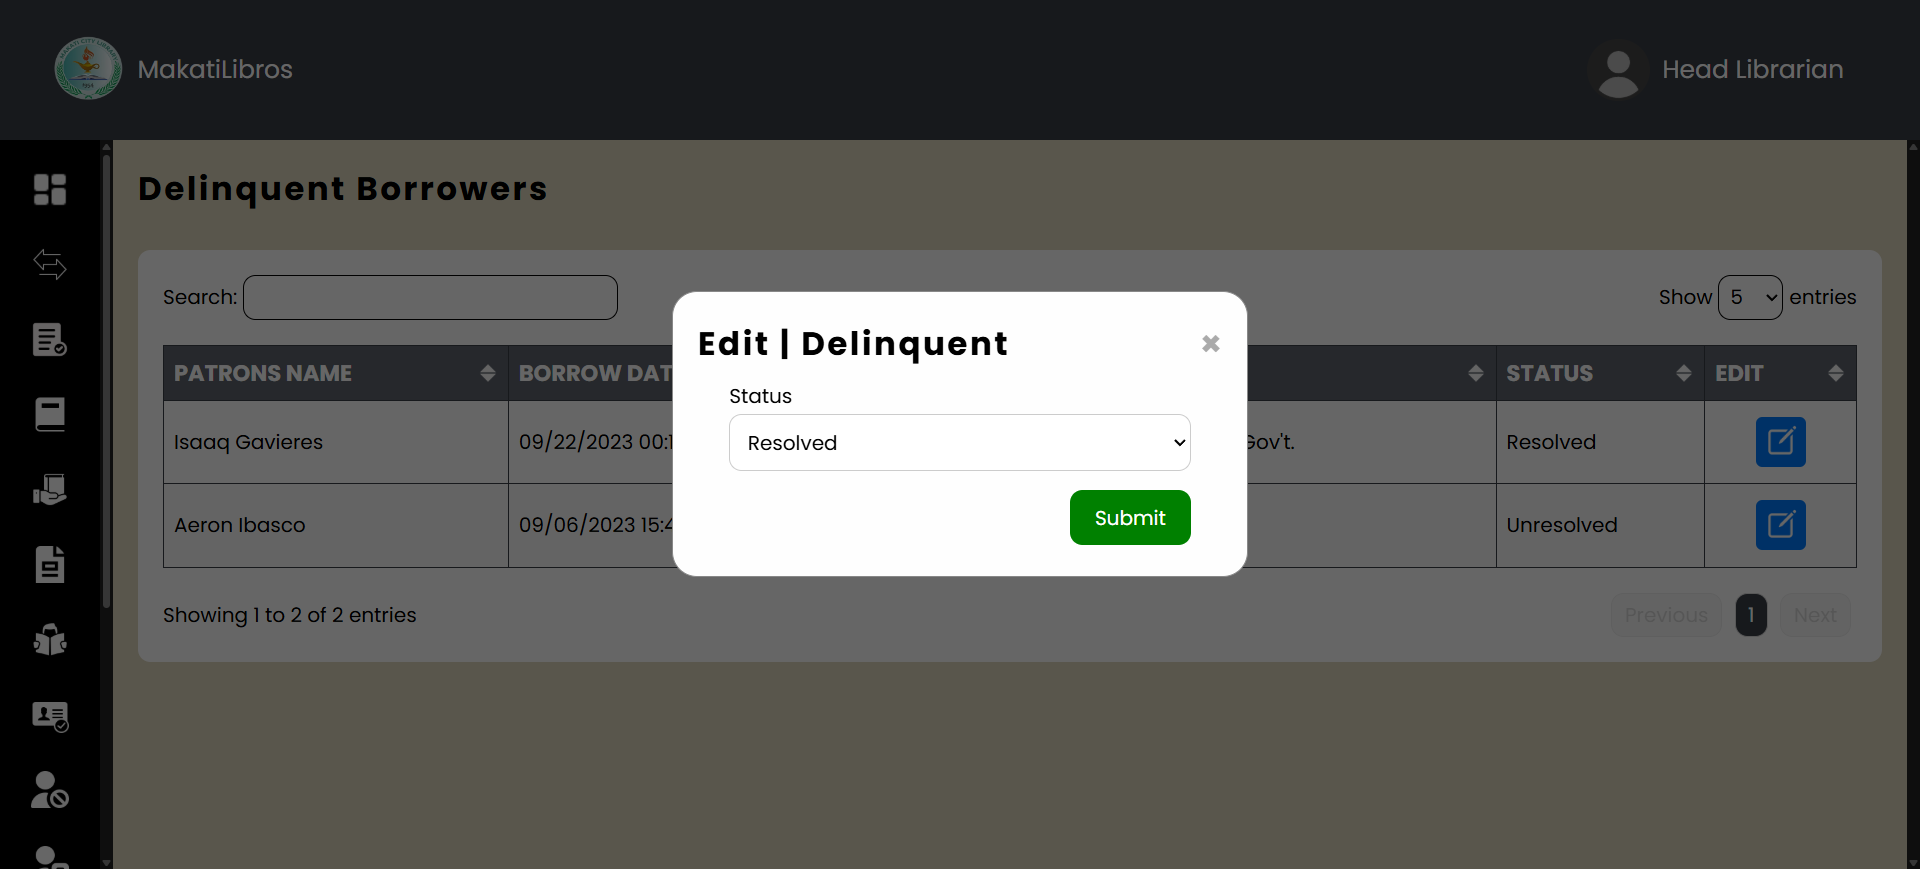 MakatiLibros
Head Librarian
Delinquent Borrowers
Search:
Show 5 entries
Edit | Delinquent
✖
Status
Resolved
Submit
PATRONS NAME
BORROW DAT
STATUS
EDIT
Isaaq Gavieres
09/22/2023 00:1
Gov't.
Resolved
Aeron Ibasco
09/06/2023 15:4
Unresolved
Showing 1 to 2 of 2 entries
Previous
1
Next